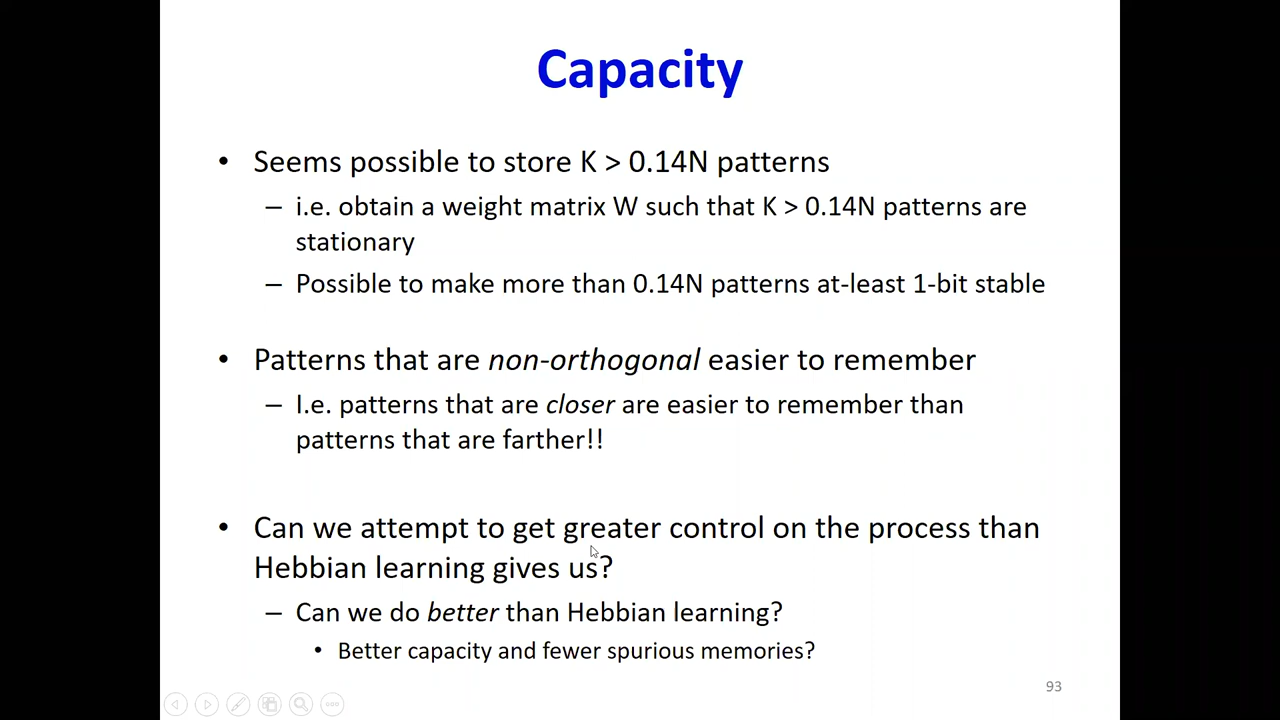 Capacity
• Seems possible to store K > 0.14N patterns
– i.e. obtain a weight matrix W such that K > 0.14N patterns are
stationary
– Possible to make more than 0.14N patterns at-least 1-bit stable
• Patterns that are non-orthogonal easier to remember
– I.e. patterns that are closer are easier to remember than
patterns that are farther!!
• Can we attempt to get greater control on the process than
Hebbian learning gives us?
– Can we do better than Hebbian learning?
• Better capacity and fewer spurious memories?
93